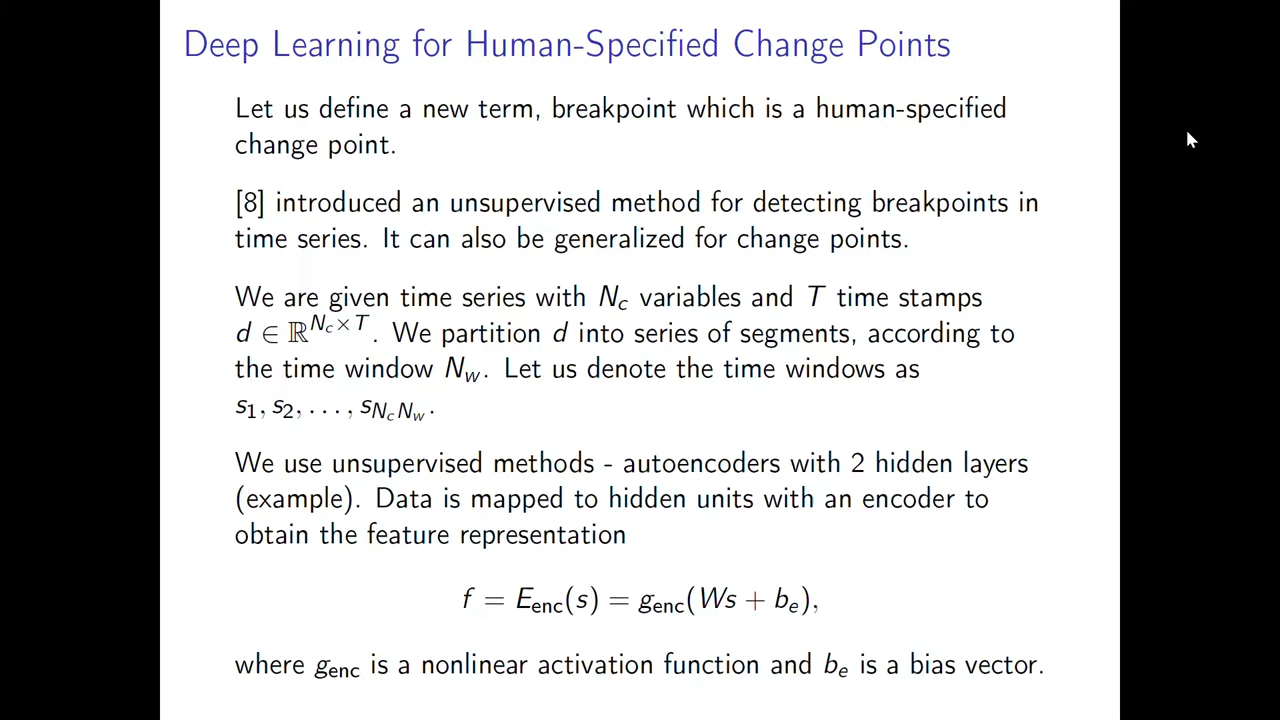 Deep Learning for Human-Specified Change Points
Let us define a new term, breakpoint which is a human-specified
change point.
[8] introduced an unsupervised method for detecting breakpoints in
time series. It can also be generalized for change points.
We are given time series with N_c variables and T time stamps
d ∈ ℝ^{N_c×T}. We partition d into series of segments, according to
the time window N_w. Let us denote the time windows as
s_1, s_2, . . . , s_{N_c N_w}.
We use unsupervised methods - autoencoders with 2 hidden layers
(example). Data is mapped to hidden units with an encoder to
obtain the feature representation
f = E_enc(s) = g_enc(Ws + b_e),
where g_enc is a nonlinear activation function and b_e is a bias vector.